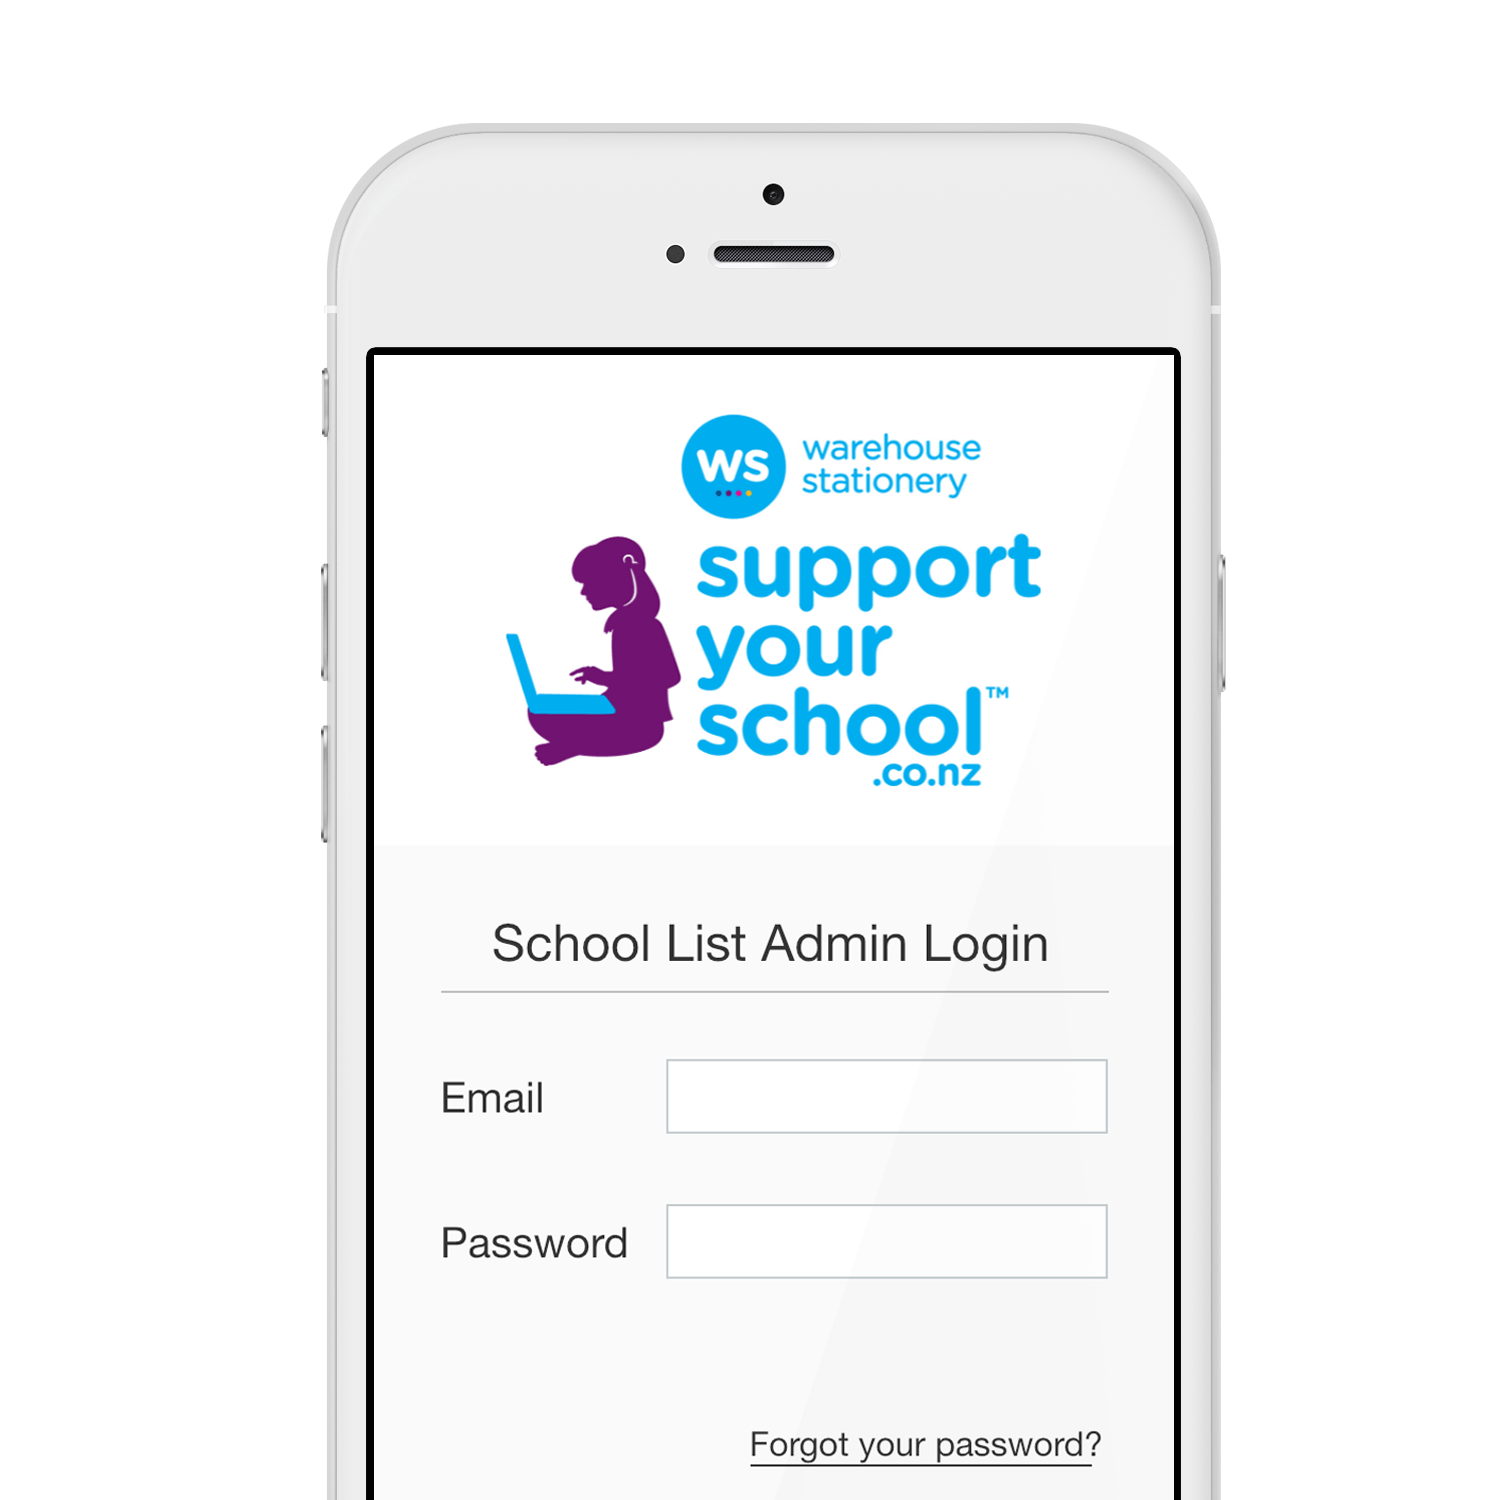 ws
warehouse
stationery
support
your
school™
.co.nz
School List Admin Login
Email
Password
Forgot your password?